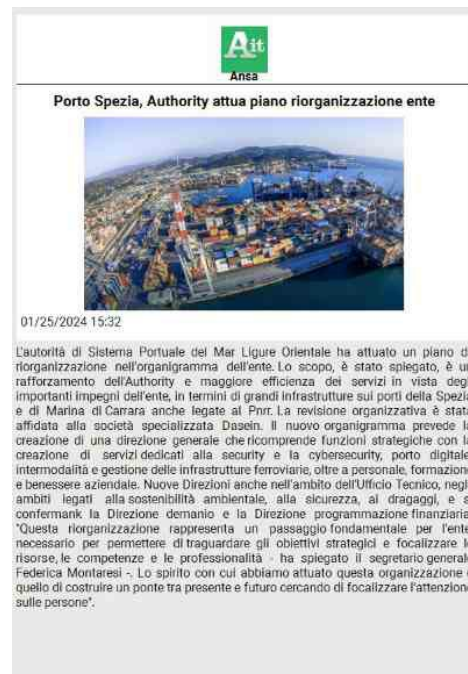 Ait
Ansa
Porto Spezia, Authority attua piano riorganizzazione ente
01/25/2024 15:32
L'autorità di Sistema Portuale del Mar Ligure Orientale ha attuato un piano d
riorganizzazione nell'organigramma dell'ente. Lo scopo, è stato spiegato, è u
rafforzamento dell'Authority e maggiore efficienza dei servizi in vista degl
importanti impegni dell'ente, in termini di grandi infrastrutture sui porti della Spezia
e di Marina di Carrara anche legate al Pnrr. La revisione organizzativa è stat
affidata alla società specializzata Dasein. Il nuovo organigramma prevede la
creazione di una direzione generale che ricomprende funzioni strategiche con la
creazione di servizi dedicati alla security e la cybersecurity, porto digitale
intermodalità e gestione delle infrastrutture ferroviarie, oltre a personale, formazion
e benessere aziendale. Nuove Direzioni anche nell'ambito dell'Ufficio Tecnico, negl
ambiti legati alla sostenibilità ambientale, alla sicurezza, ai dragaggi, e s
confermank la Direzione demanio e la Direzione programmazione finanziaria
"Questa riorganizzazione rappresenta un passaggio fondamentale per l'ente
necessario per permettere di traguardare gli obiettivi strategici e focalizzare le
risorse, le competenze e le professionalità - ha spiegato il segretario generale
Federica Montaresi -. Lo spirito con cui abbiamo attuato questa organizzazione è
quello di costruire un ponte tra presente e futuro cercando di focalizzare l'attenzione
sulle persone".